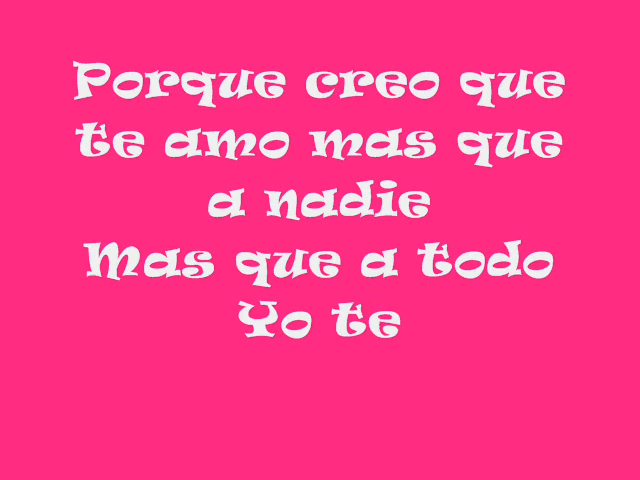 Porque creo que
te amo mas que
a nadie
Mas que a todo
Yo te